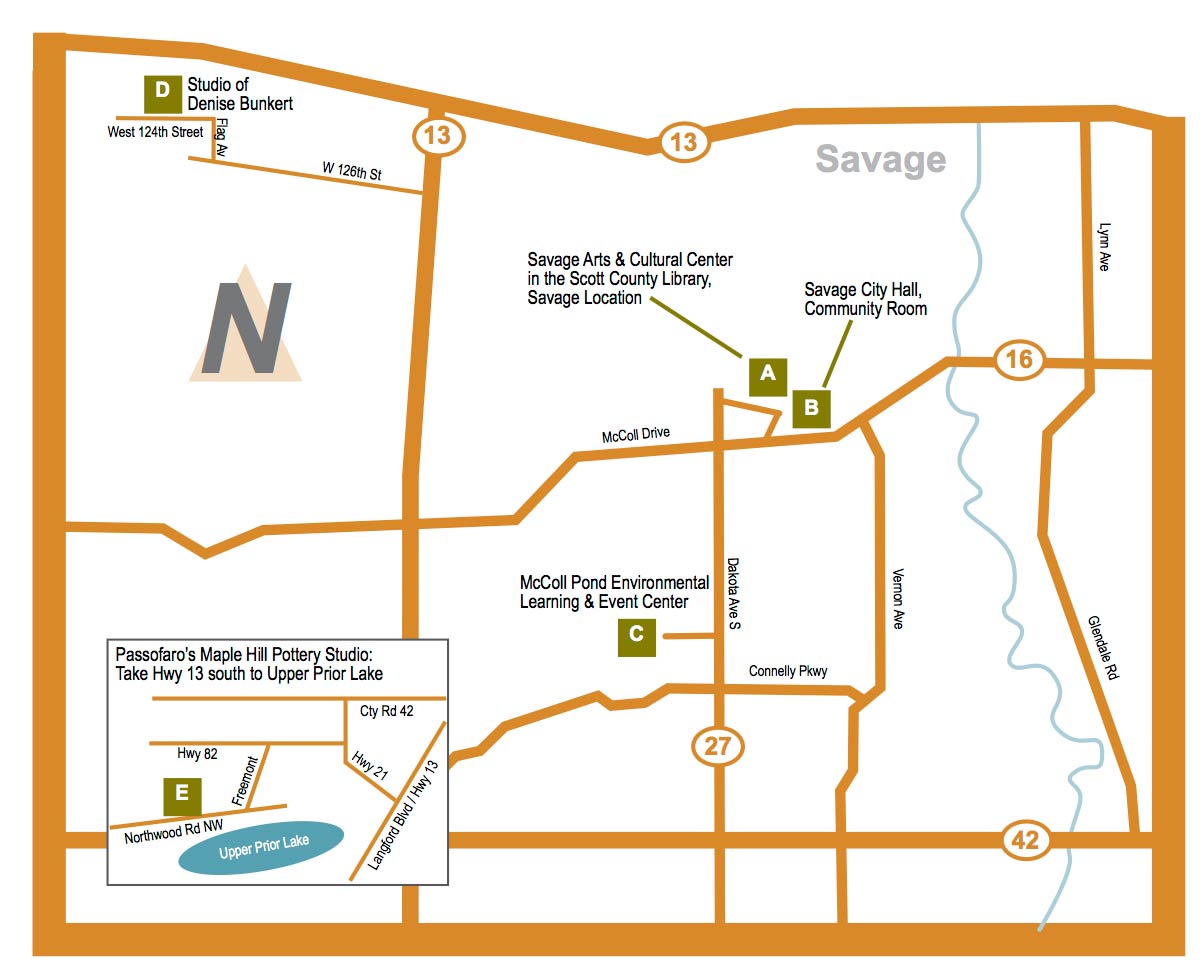 D
Studio of
Denise Bunkert
West 124th Street
Flag Av
W 126th St
13
13
Savage
Lynn Ave
N
Savage Arts & Cultural Center
in the Scott County Library,
Savage Location
Savage City Hall,
Community Room
A
B
16
McColl Drive
McColl Pond Environmental
Learning & Event Center
C
Dakota Ave S
Vernon Ave
Glendale Rd
Connelly Pkwy
27
42
Passofaro's Maple Hill Pottery Studio:
Take Hwy 13 south to Upper Prior Lake
Cty Rd 42
Hwy 82
Hwy 21
Freemont
E
Langford Blvd / Hwy 13
Northwood Rd NW
Upper Prior Lake